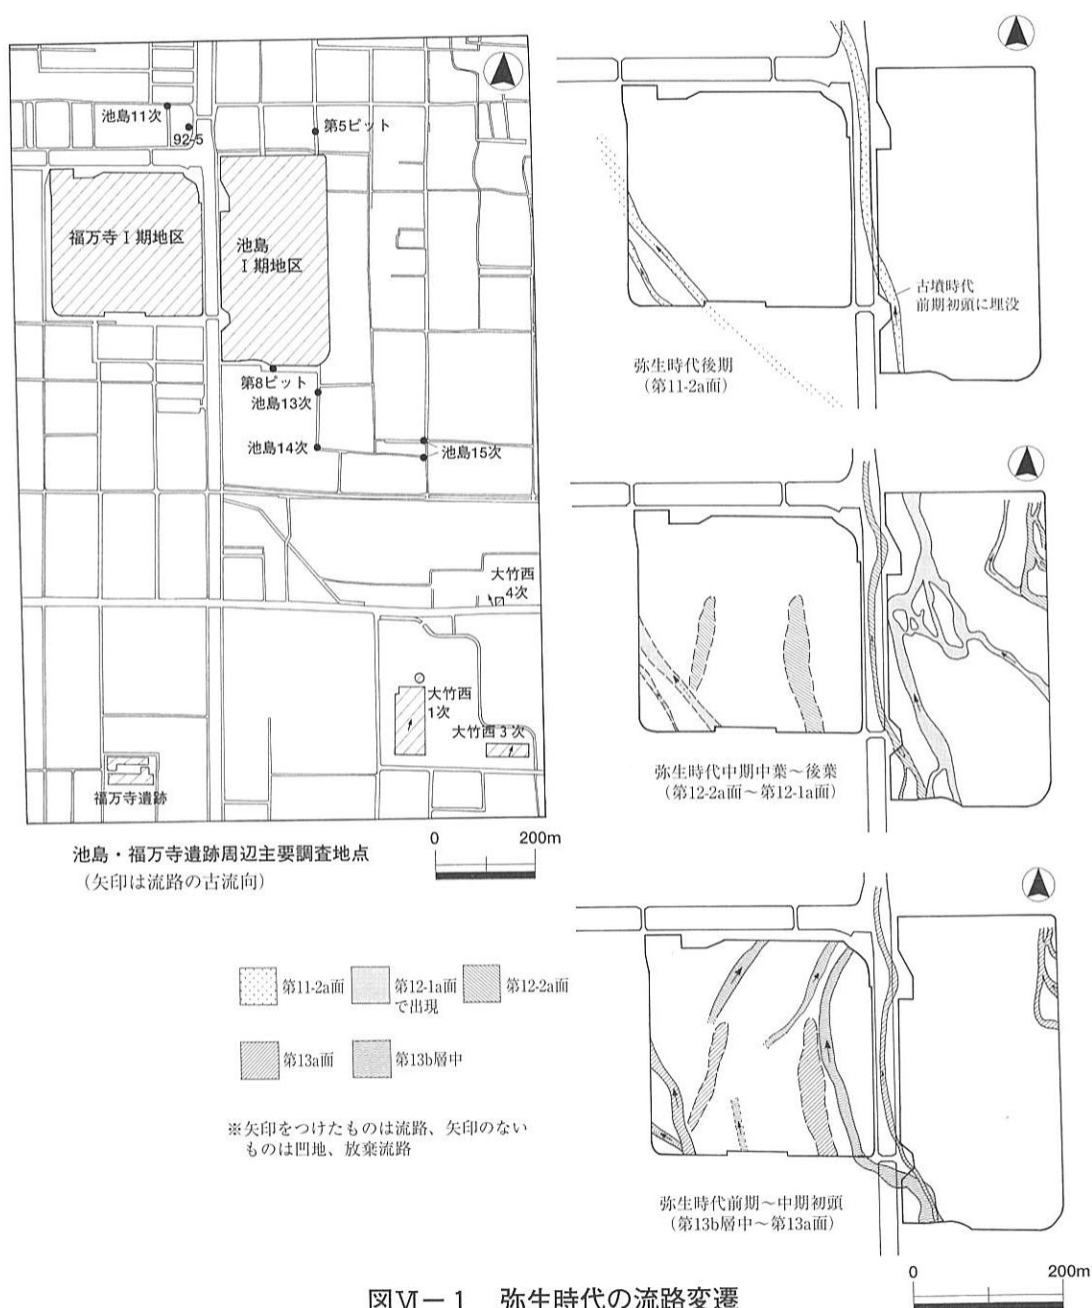 池島11次
92-5
第5ピット
福万寺Ⅰ期地区
池島
Ⅰ期地区
第8ピット
池島13次
池島14次
池島15次
大竹西
4次
大竹西
1次
大竹西3次
福万寺遺跡
池島・福万寺遺跡周辺主要調査地点
（矢印は流路の古流向）
0 200m
古墳時代
前期初頭に埋没
弥生時代後期
（第11-2a面）
弥生時代中期中葉～後葉
（第12-2a面～第12-1a面）
弥生時代前期～中期初頭
（第13b層中～第13a面）
第11-2a面
第12-1a面
で出現
第12-2a面
第13a面
第13b層中
※矢印をつけたものは流路、矢印のない
ものは凹地、放棄流路
0 200m
図Ⅵ－1 弥生時代の流路変遷